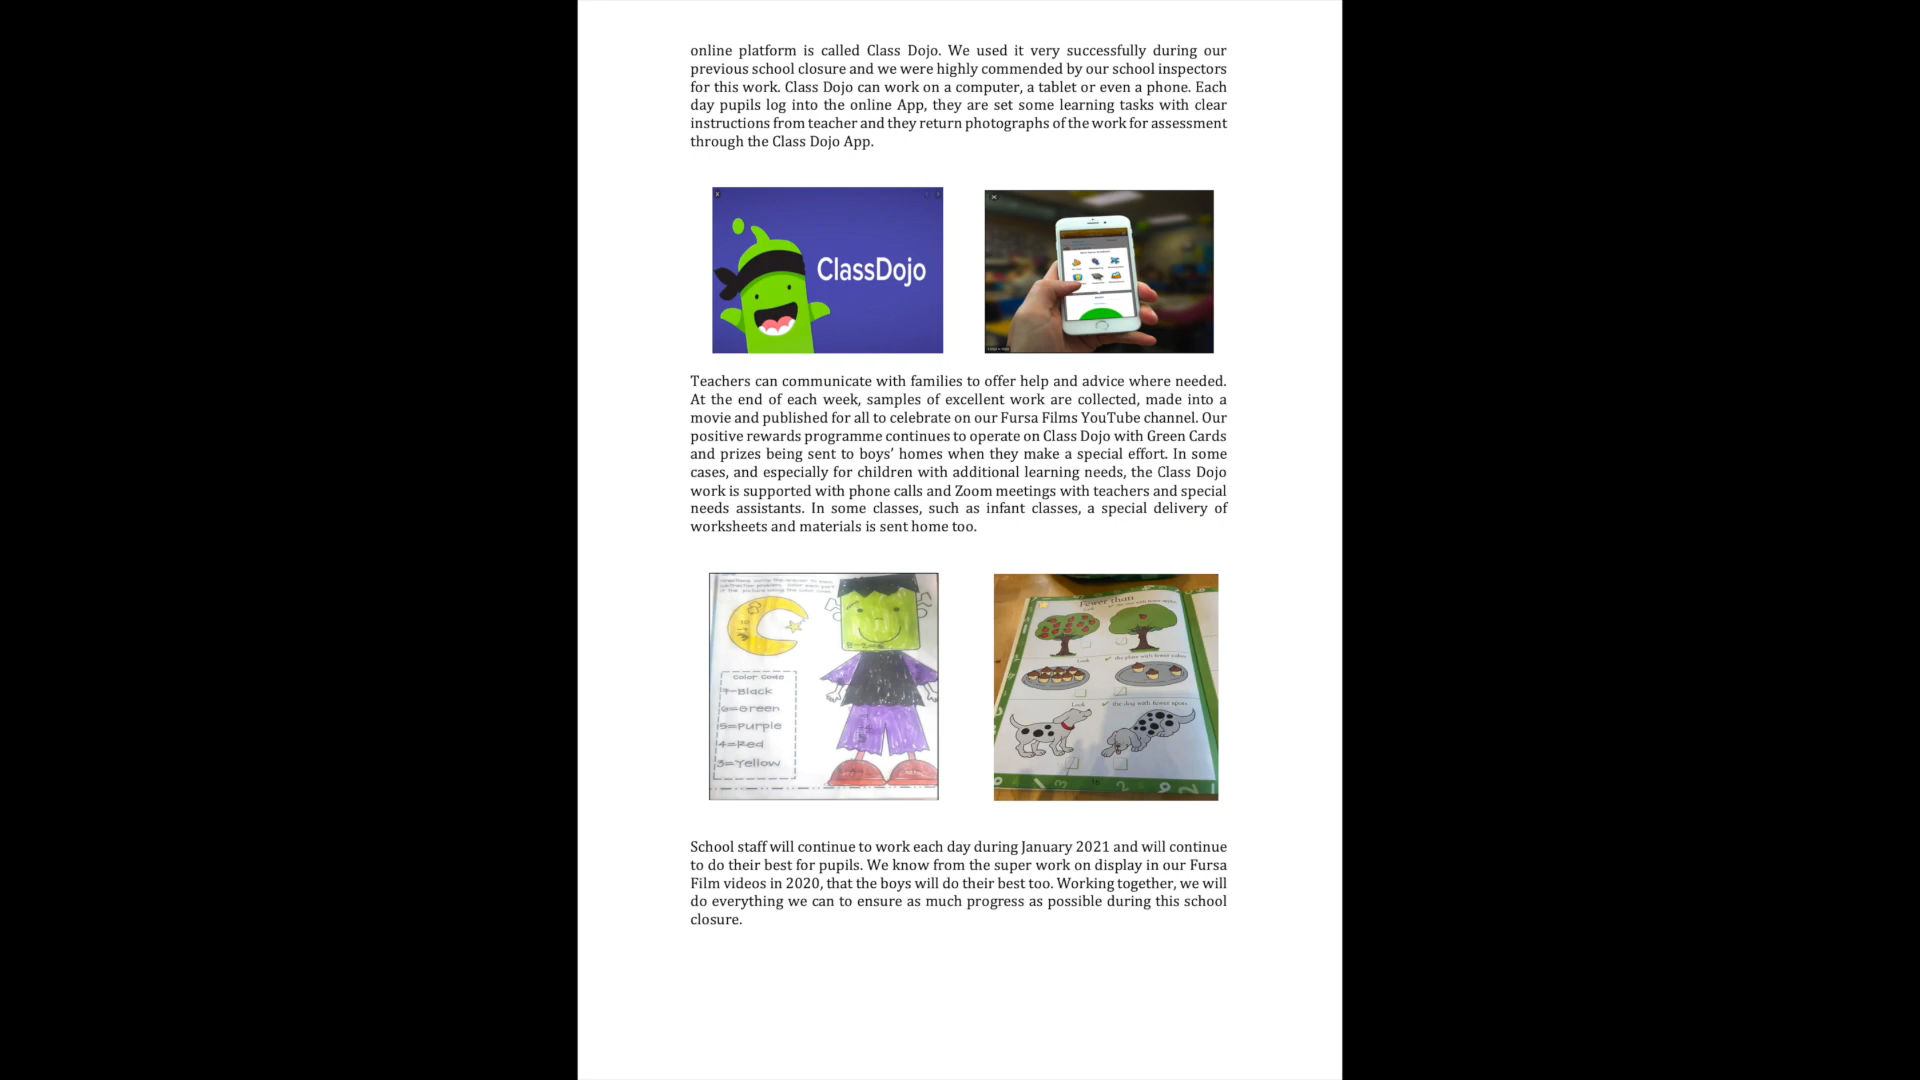 online platform is called Class Dojo. We used it very successfully during our
previous school closure and we were highly commended by our school inspectors
for this work. Class Dojo can work on a computer, a tablet or even a phone. Each
day pupils log into the online App, they are set some learning tasks with clear
instructions from teacher and they return photographs of the work for assessment
through the Class Dojo App.
ClassDojo
Teachers can communicate with families to offer help and advice where needed.
At the end of each week, samples of excellent work are collected, made into a
movie and published for all to celebrate on our Fursa Films YouTube channel. Our
positive rewards programme continues to operate on Class Dojo with Green Cards
and prizes being sent to boys' homes when they make a special effort. In some
cases, and especially for children with additional learning needs, the Class Dojo
work is supported with phone calls and Zoom meetings with teachers and special
needs assistants. In some classes, such as infant classes, a special delivery of
worksheets and materials is sent home too.
Color Code
Black
6=Green
5=Purple
4=Red
3=Yellow
Fewer than
Look
Look
the plate with fewer cakes
Look
the dog with fewer spots
School staff will continue to work each day during January 2021 and will continue
to do their best for pupils. We know from the super work on display in our Fursa
Film videos in 2020, that the boys will do their best too. Working together, we will
do everything we can to ensure as much progress as possible during this school
closure.